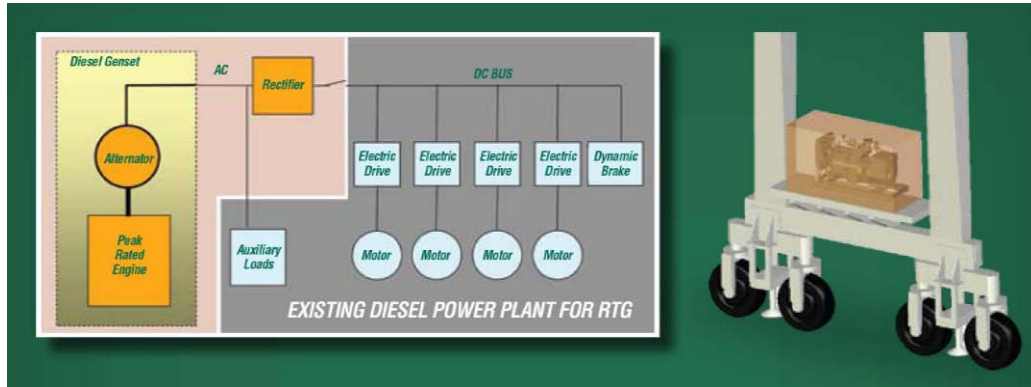 Diesel Genset
AC
Rectifier
DC BUS
Alternator
Electric
Drive
Electric
Drive
Electric
Drive
Electric
Drive
Dynamic
Brake
Peak
Rated
Engine
Auxiliary
Loads
Motor
Motor
Motor
Motor
EXISTING DIESEL POWER PLANT FOR RTG